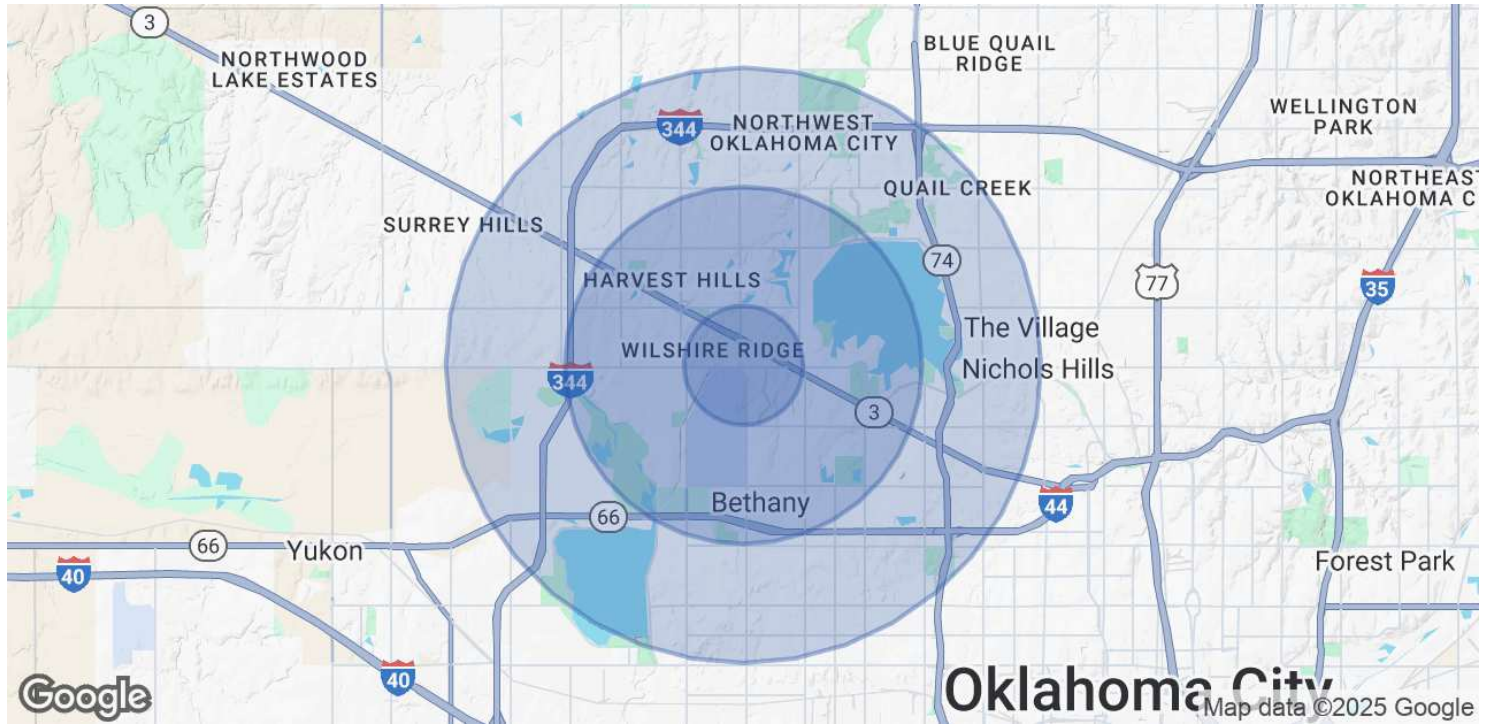 3
NORTHWOOD
LAKE ESTATES
BLUE QUAIL
RIDGE
WELLINGTON
PARK
344
NORTHWEST
OKLAHOMA CITY
QUAIL CREEK
NORTHEAST
OKLAHOMA C
SURREY HILLS
74
HARVEST HILLS
77
35
The Village
WILSHIRE RIDGE
Nichols Hills
344
3
Bethany
44
66
66
Yukon
Forest Park
40
40
Google
Oklahoma City
Map data ©2025 Google